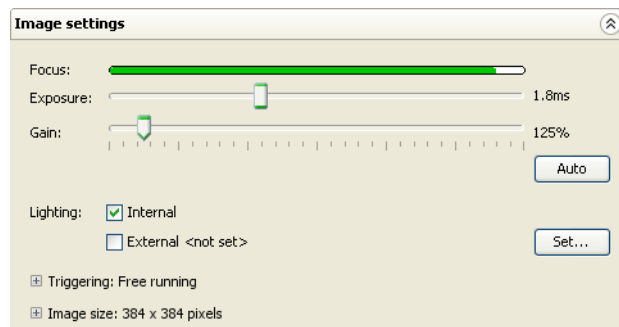 Image settings
Focus:
Exposure: 1.8ms
Gain: 125%
Auto
Lighting: Internal
External <not set> Set...
Triggering: Free running
Image size: 384 x 384 pixels